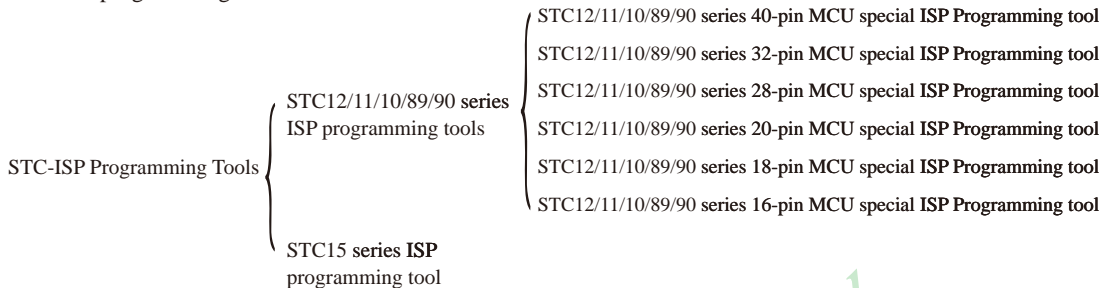 STC-ISP Programming Tools
STC12/11/10/89/90 series
ISP programming tools
STC12/11/10/89/90 series 40-pin MCU special ISP Programming tool
STC12/11/10/89/90 series 32-pin MCU special ISP Programming tool
STC12/11/10/89/90 series 28-pin MCU special ISP Programming tool
STC12/11/10/89/90 series 20-pin MCU special ISP Programming tool
STC12/11/10/89/90 series 18-pin MCU special ISP Programming tool
STC12/11/10/89/90 series 16-pin MCU special ISP Programming tool
STC15 series ISP
programming tool